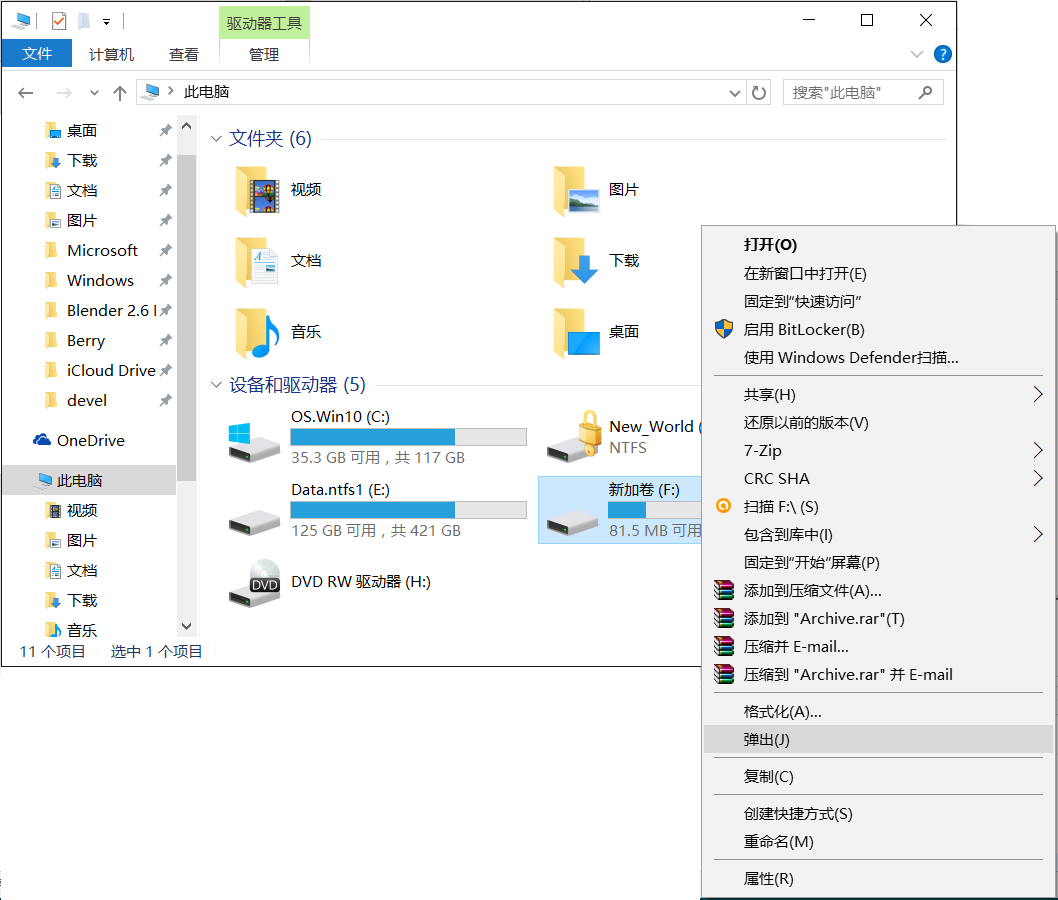 驱动器工具
文件 计算机 查看 管理
此电脑 搜索"此电脑"
桌面
下载
文档
图片
Microsoft
Windows
Blender 2.6
Berry
iCloud Drive
devel
OneDrive
此电脑
视频
图片
文档
下载
音乐
文件夹 (6)
视频 图片
文档 下载
音乐 桌面
设备和驱动器 (5)
OS.Win10 (C:)
35.3 GB 可用，共 117 GB
New_World (
NTFS
Data.ntfs1 (E:)
125 GB 可用，共 421 GB
新加卷 (F:)
81.5 MB 可用
DVD
DVD RW 驱动器 (H:)
11 个项目 选中 1 个项目
打开(O)
在新窗口中打开(E)
固定到"快速访问"
启用 BitLocker(B)
使用 Windows Defender扫描...
共享(H)
还原以前的版本(V)
7-Zip
CRC SHA
扫描 F:\ (S)
包含到库中(I)
固定到"开始"屏幕(P)
添加到压缩文件(A)...
添加到 "Archive.rar"(T)
压缩并 E-mail...
压缩到 "Archive.rar" 并 E-mail
格式化(A)...
弹出(J)
复制(C)
创建快捷方式(S)
重命名(M)
属性(R)